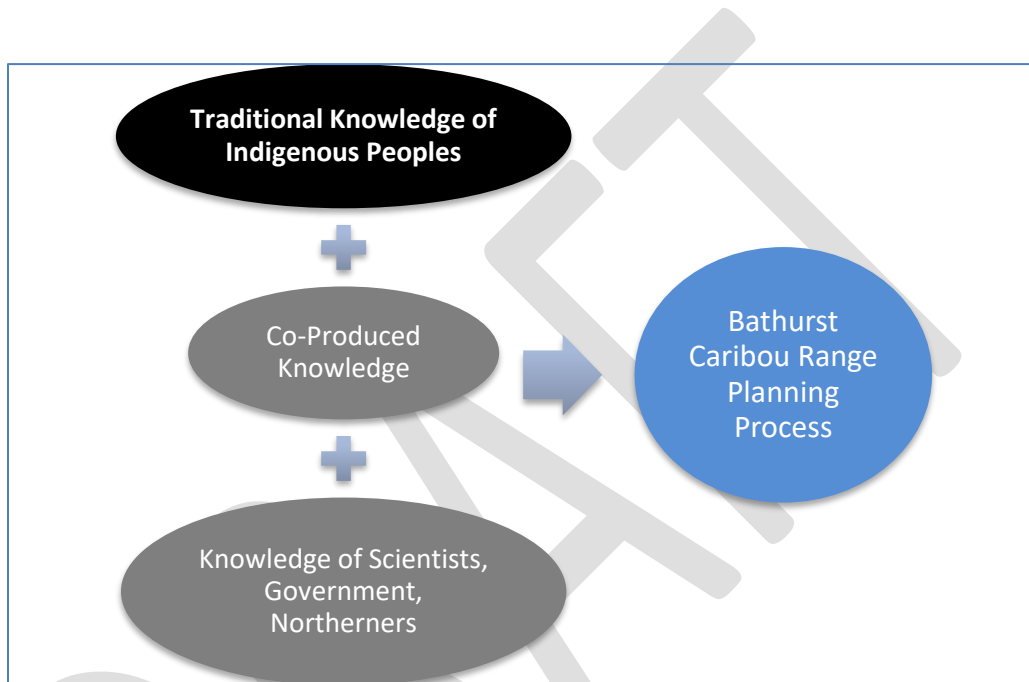 Traditional Knowledge of
Indigenous Peoples
Co-Produced
Knowledge
Bathurst
Caribou Range
Planning
Process
Knowledge of Scientists,
Government,
Northerners